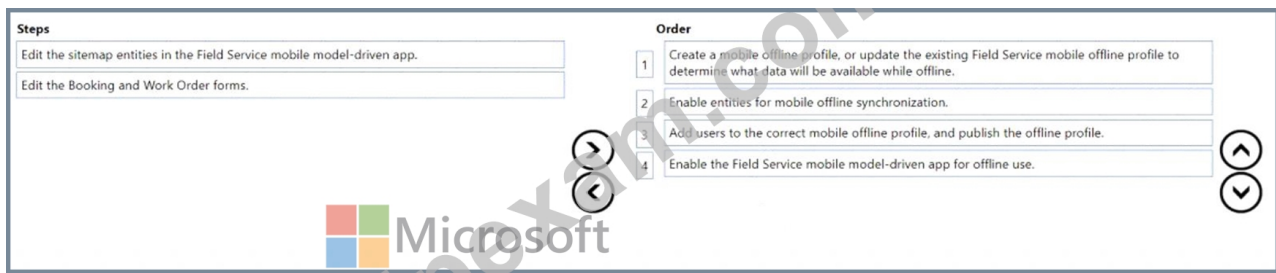 Steps
Edit the sitemap entities in the Field Service mobile model-driven app.
Edit the Booking and Work Order forms.
Order
1
Create a mobile offline profile, or update the existing Field Service mobile offline profile to
determine what data will be available while offline.
2
Enable entities for mobile offline synchronization.
3
Add users to the correct mobile offline profile, and publish the offline profile.
4
Enable the Field Service mobile model-driven app for offline use.
Microsoft